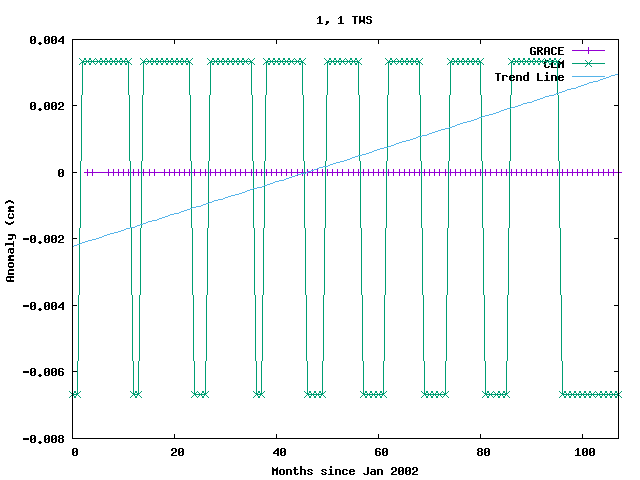 1, 1 TWS
0.004
0.002
0
-0.002
-0.004
-0.006
-0.008
0
20
40
60
80
100
Anomaly (cm)
Months since Jan 2002
GRACE
CLM
Trend Line